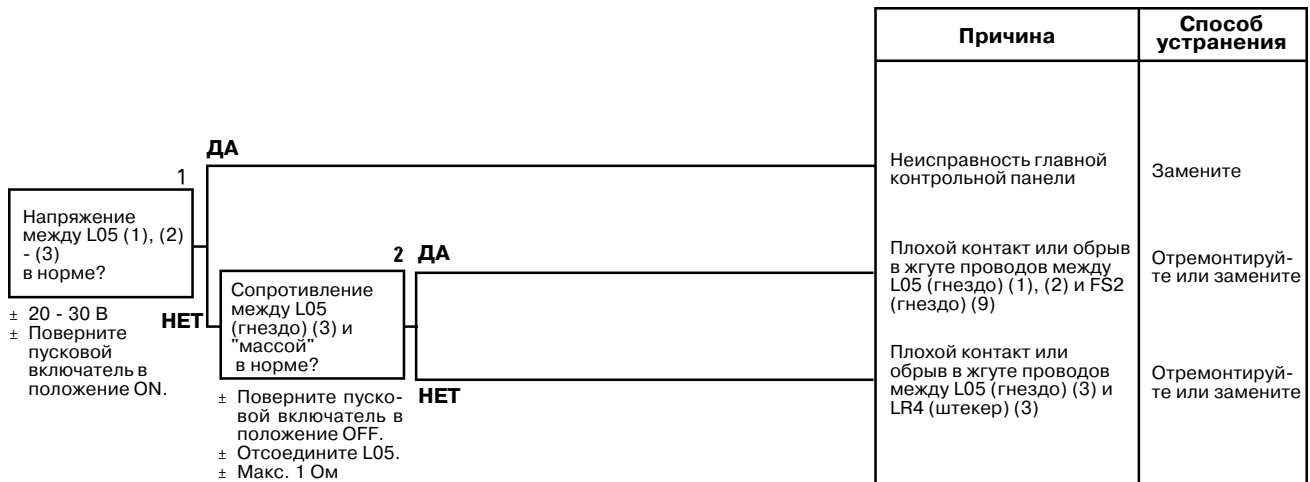 Причина
Способ
устранения
ДА
1
Напряжение
между L05 (1), (2)
- (3)
в норме?
± 20 - 30 В
± Поверните
пусковой
включатель в
положение ON.
НЕТ
2
ДА
Сопротивление
между L05
(гнездо) (3) и
"массой"
в норме?
± Поверните пуско-
вой включатель в
положение OFF.
± Отсоедините L05.
± Макс. 1 Ом
НЕТ
Неисправность главной
контрольной панели
Замените
Плохой контакт или обрыв
в жгуте проводов между
L05 (гнездо) (1), (2) и FS2
(гнездо) (9)
Отремонтируй-
те или замените
Плохой контакт или
обрыв в жгуте проводов
между L05 (гнездо) (3) и
LR4 (штекер) (3)
Отремонтируй-
те или замените